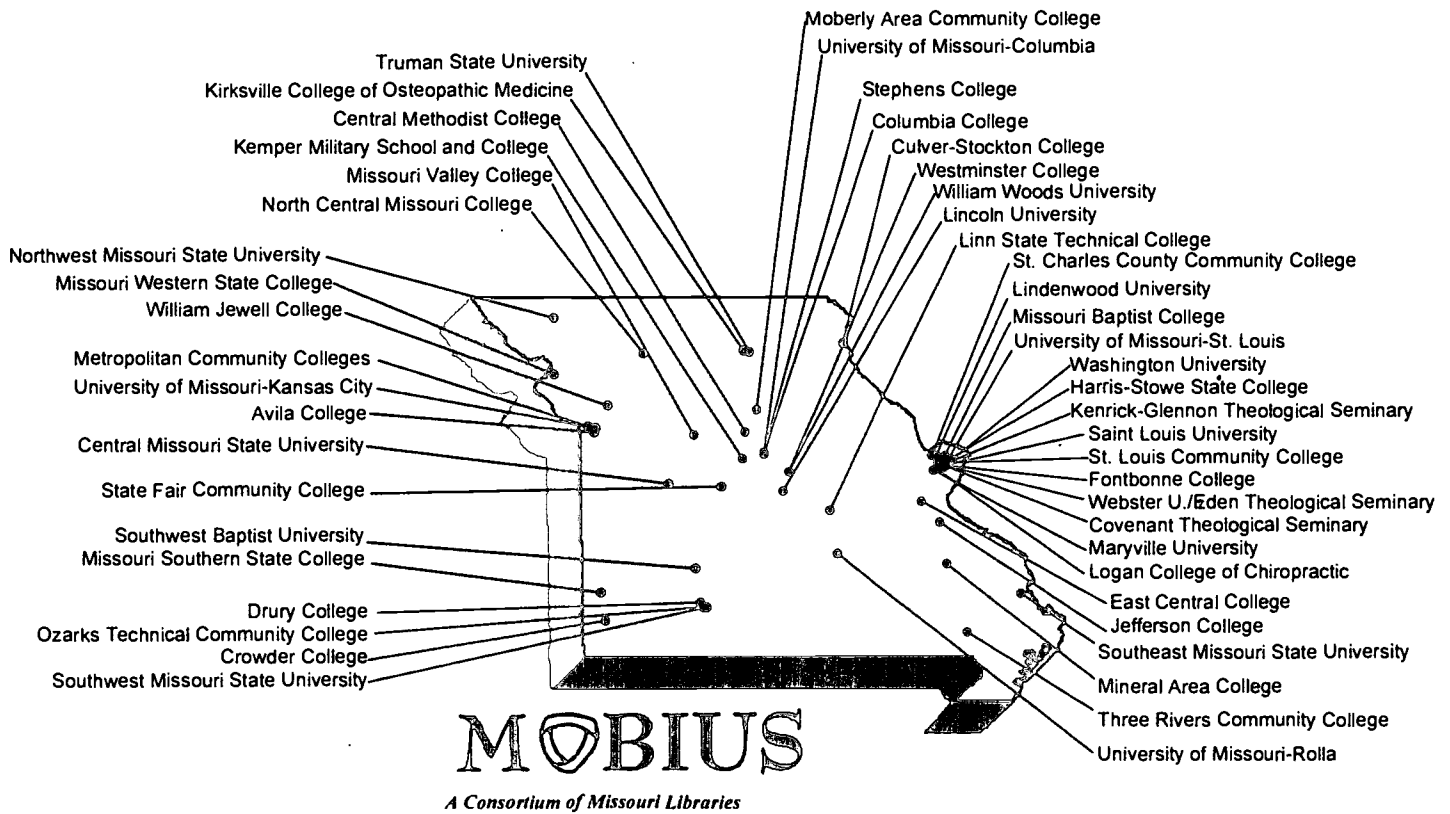 Moberly Area Community College
University of Missouri-Columbia
Truman State University
Kirksville College of Osteopathic Medicine
Central Methodist College
Kemper Military School and College
Missouri Valley College
North Central Missouri College
Northwest Missouri State University
Missouri Western State College
William Jewell College
Metropolitan Community Colleges
University of Missouri-Kansas City
Avila College
Central Missouri State University
State Fair Community College
Southwest Baptist University
Missouri Southern State College
Drury College
Ozarks Technical Community College
Crowder College
Southwest Missouri State University
Stephens College
Columbia College
Culver-Stockton College
Westminster College
William Woods University
Lincoln University
Linn State Technical College
St. Charles County Community College
Lindenwood University
Missouri Baptist College
University of Missouri-St. Louis
Washington University
Harris-Stowe State College
Kenrick-Glennon Theological Seminary
Saint Louis University
St. Louis Community College
Fontbonne College
Webster U./Eden Theological Seminary
Covenant Theological Seminary
Maryville University
Logan College of Chiropractic
East Central College
Jefferson College
Southeast Missouri State University
Mineral Area College
Three Rivers Community College
University of Missouri-Rolla
MOBIUS
A Consortium of Missouri Libraries